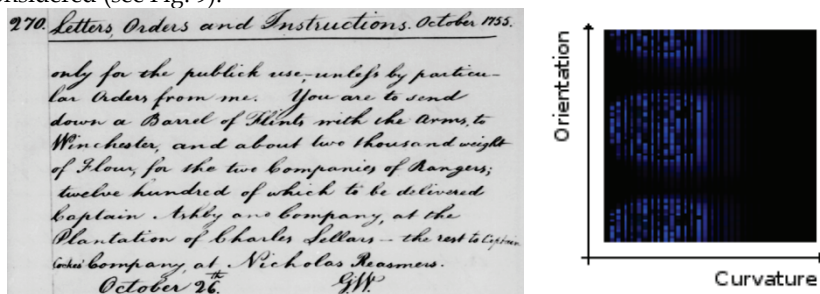 nsidered (see Fig. 9).
270. Letters, Orders and Instructions. October 1755.
only for the publick use, unless by particu-
lar Orders from me. You are to send
down a Barrel of Flints with the Arms, to
Winchester, and about two thousand weight
of Flour, for the two Companies of Rangers;
twelve hundred of which to be delivered
Captain Ashby and Company, at the
Plantation of Charles Sellars — the rest to Captain
Cockes' Company, at Nicholas Reasmers.
October 26th. G.W.
Orientation
Curvature